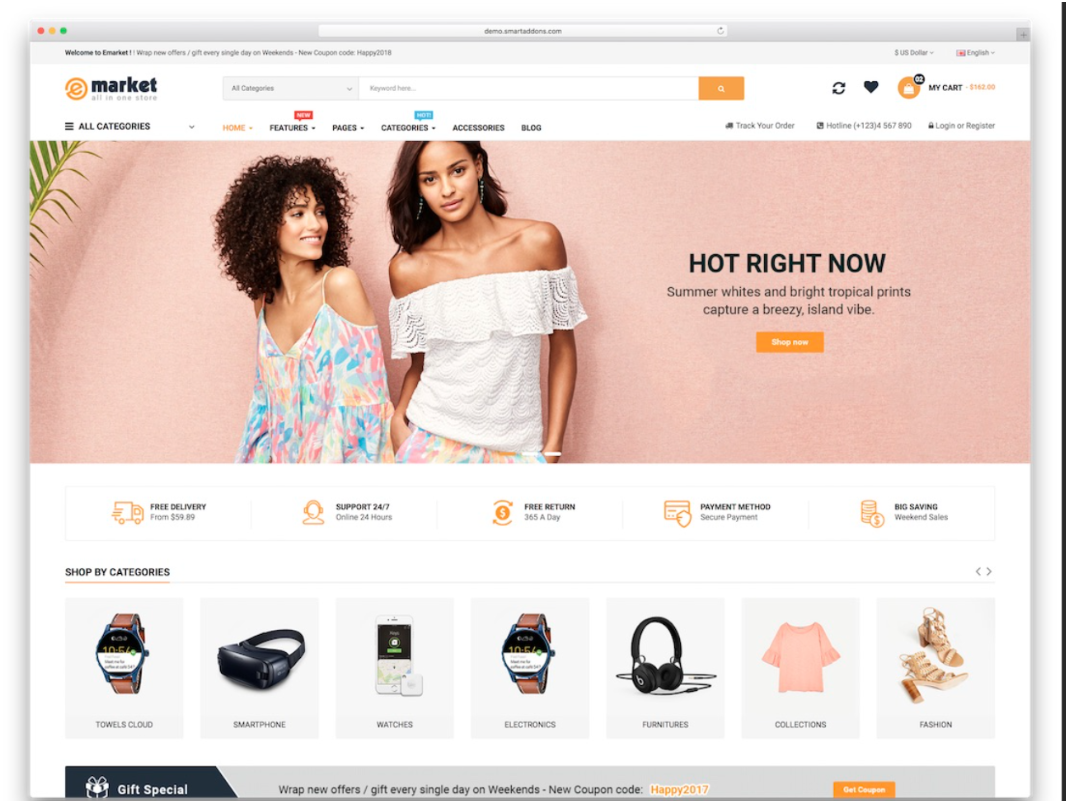 demo.smartaddons.com
Welcome to Emarket ! ! Wrap new offers / gift every single day on Weekends - New Coupon code: Happy2018
$ US Dollar
English
e market
all in one store
All Categories
Keyword here...
02
MY CART - $162.00
ALL CATEGORIES
NEW
HOT!
HOME
FEATURES
PAGES
CATEGORIES
ACCESSORIES
BLOG
Track Your Order
Hotline (+123)4 567 890
Login or Register
HOT RIGHT NOW
Summer whites and bright tropical prints
capture a breezy, island vibe.
Shop now
FREE DELIVERY
From $59.89
SUPPORT 24/7
Online 24 Hours
FREE RETURN
365 A Day
PAYMENT METHOD
Secure Payment
BIG SAVING
Weekend Sales
SHOP BY CATEGORIES
TOWELS CLOUD
SMARTPHONE
WATCHES
ELECTRONICS
FURNITURES
COLLECTIONS
FASHION
Gift Special
Wrap new offers / gift every single day on Weekends - New Coupon code: Happy2017
Get Coupon